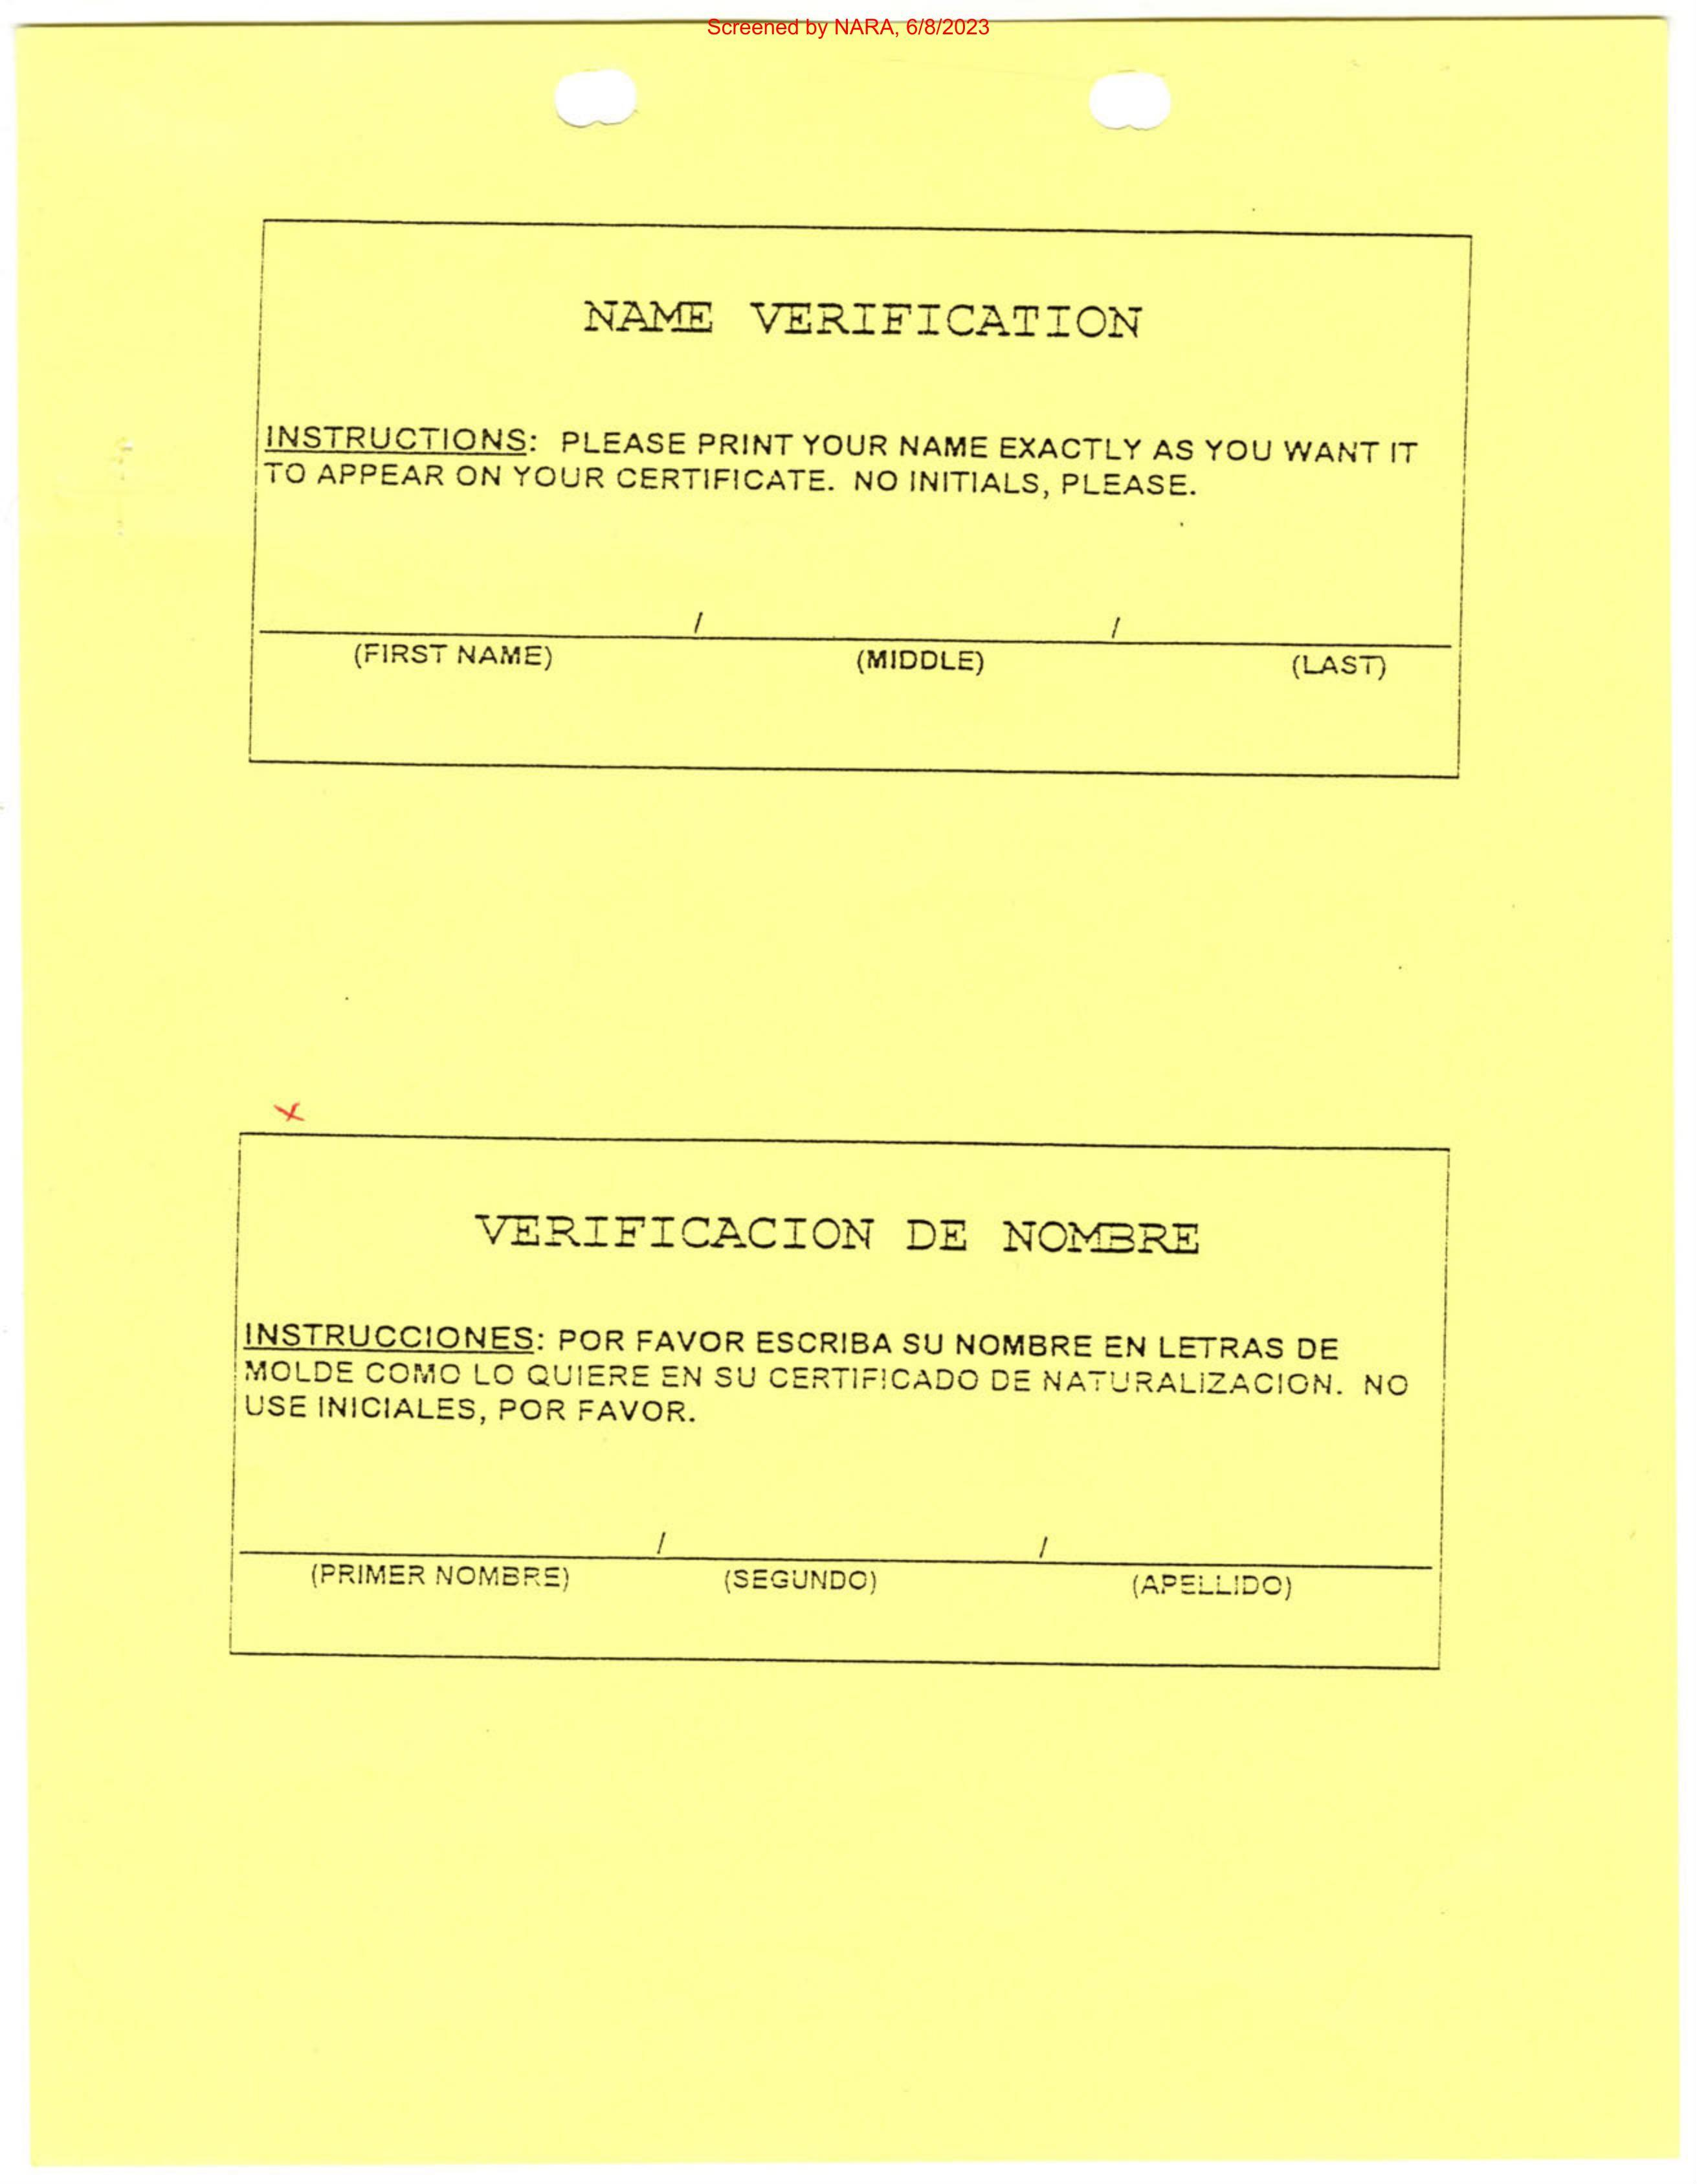 Screened by NARA, 6/8/2023
NAME VERIFICATION
INSTRUCTIONS: PLEASE PRINT YOUR NAME EXACTLY AS YOU WANT IT
TO APPEAR ON YOUR CERTIFICATE. NO INITIALS, PLEASE.
/ /
(FIRST NAME) (MIDDLE) (LAST)
X
VERIFICACION DE NOMBRE
INSTRUCCIONES: POR FAVOR ESCRIBA SU NOMBRE EN LETRAS DE
MOLDE COMO LO QUIERE EN SU CERTIFICADO DE NATURALIZACION. NO
USE INICIALES, POR FAVOR.
/ /
(PRIMER NOMBRE) (SEGUNDO) (APELLIDO)